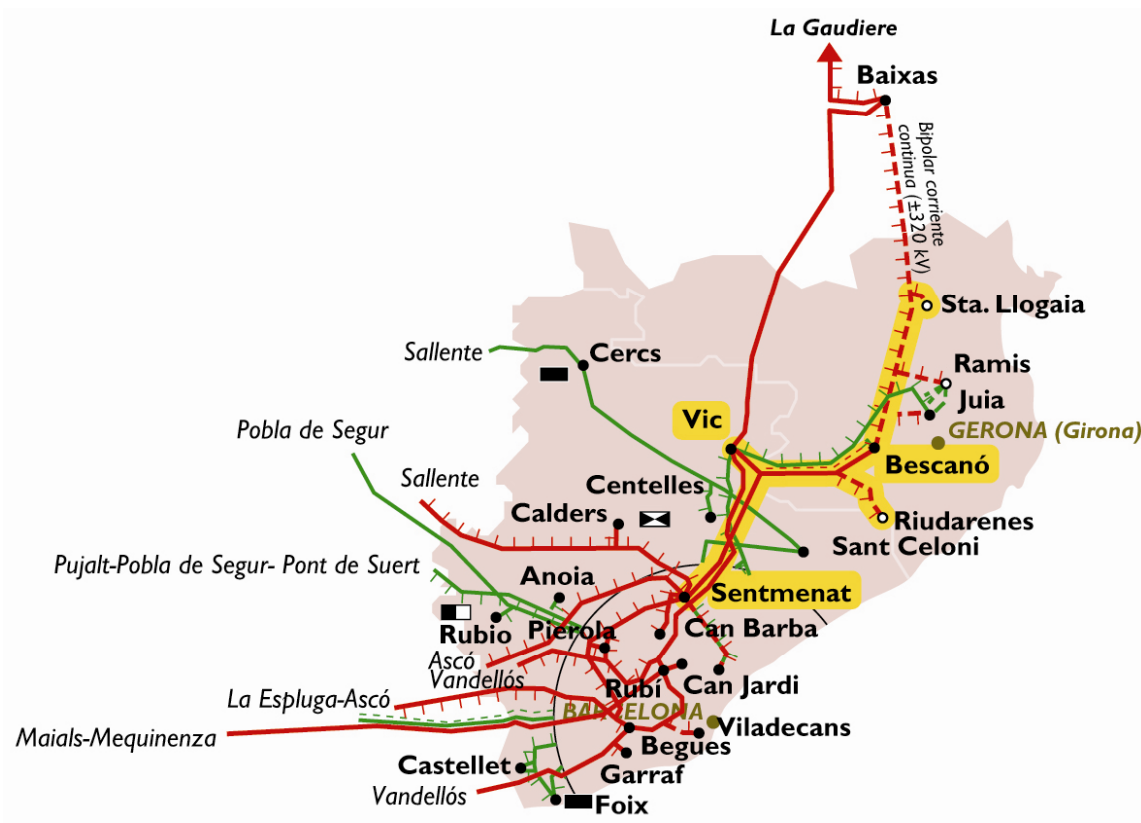 La Gaudiere
Baixas
Bipolar corriente
continua (±320 kV)
Sta. Llogaia
Sallente
Cercs
Ramis
Juia
Vic
GERONA (Girona)
Pobla de Segur
Bescanó
Sallente
Centelles
Calders
Riudarenes
Sant Celoni
Pujalt-Pobla de Segur- Pont de Suert
Anoia
Sentmenat
Rubio
Pierola
Can Barba
Ascó
Vandellós
Rubí
Can Jardi
La Espluga-Ascó
BARCELONA
Viladecans
Maials-Mequinenza
Begues
Castellet
Garraf
Vandellós
Foix